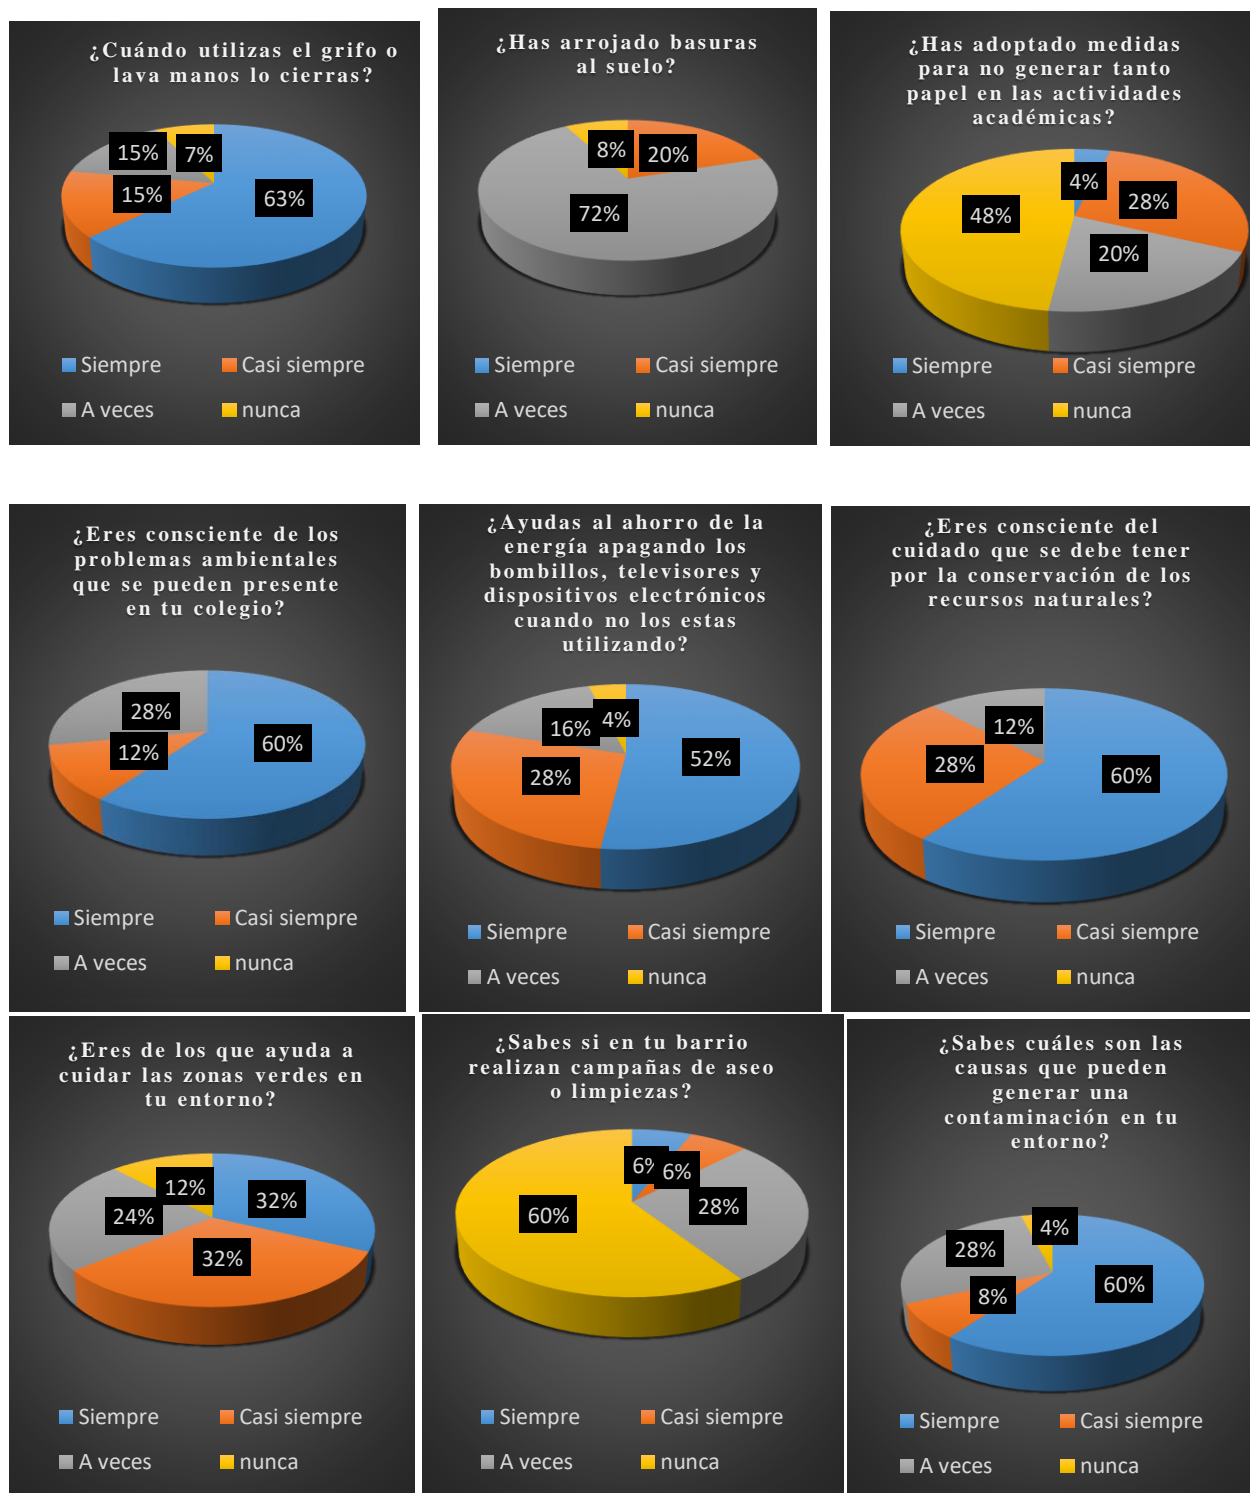 ¿Cuándo utilizas el grifo o
lava manos lo cierras?
15%
7%
15%
63%
Siempre
Casi siempre
A veces
nunca
¿Has arrojado basuras
al suelo?
8%
20%
72%
Siempre
Casi siempre
A veces
nunca
¿Has adoptado medidas
para no generar tanto
papel en las actividades
académicas?
4%
28%
48%
20%
Siempre
Casi siempre
A veces
nunca
¿Eres consciente de los
problemas ambientales
que se pueden presente
en tu colegio?
28%
12%
60%
Siempre
Casi siempre
A veces
nunca
¿Ayudas al ahorro de la
energía apagando los
bombillos, televisores y
dispositivos electrónicos
cuando no los estas
utilizando?
16%
4%
52%
28%
Siempre
Casi siempre
A veces
nunca
¿Eres consciente del
cuidado que se debe tener
por la conservación de los
recursos naturales?
12%
28%
60%
Siempre
Casi siempre
A veces
nunca
¿Eres de los que ayuda a
cuidar las zonas verdes en
tu entorno?
12%
32%
24%
32%
Siempre
Casi siempre
A veces
nunca
¿Sabes si en tu barrio
realizan campañas de aseo
o limpiezas?
6%
6%
28%
60%
Siempre
Casi siempre
A veces
nunca
¿Sabes cuáles son las
causas que pueden
generar una
contaminación en tu
entorno?
4%
28%
8%
60%
Siempre
Casi siempre
A veces
nunca